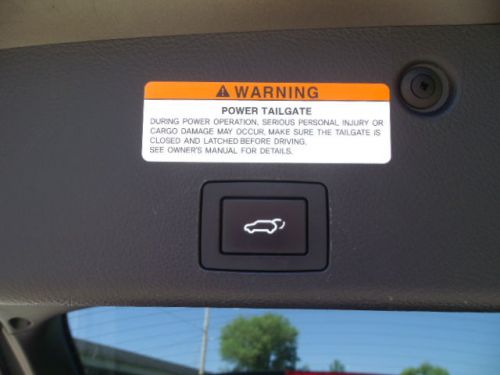 WARNING
POWER TAILGATE
DURING POWER OPERATION, SERIOUS PERSONAL INJURY OR
CARGO DAMAGE MAY OCCUR. MAKE SURE THE TAILGATE IS
CLOSED AND LATCHED BEFORE DRIVING.
SEE OWNER'S MANUAL FOR DETAILS.